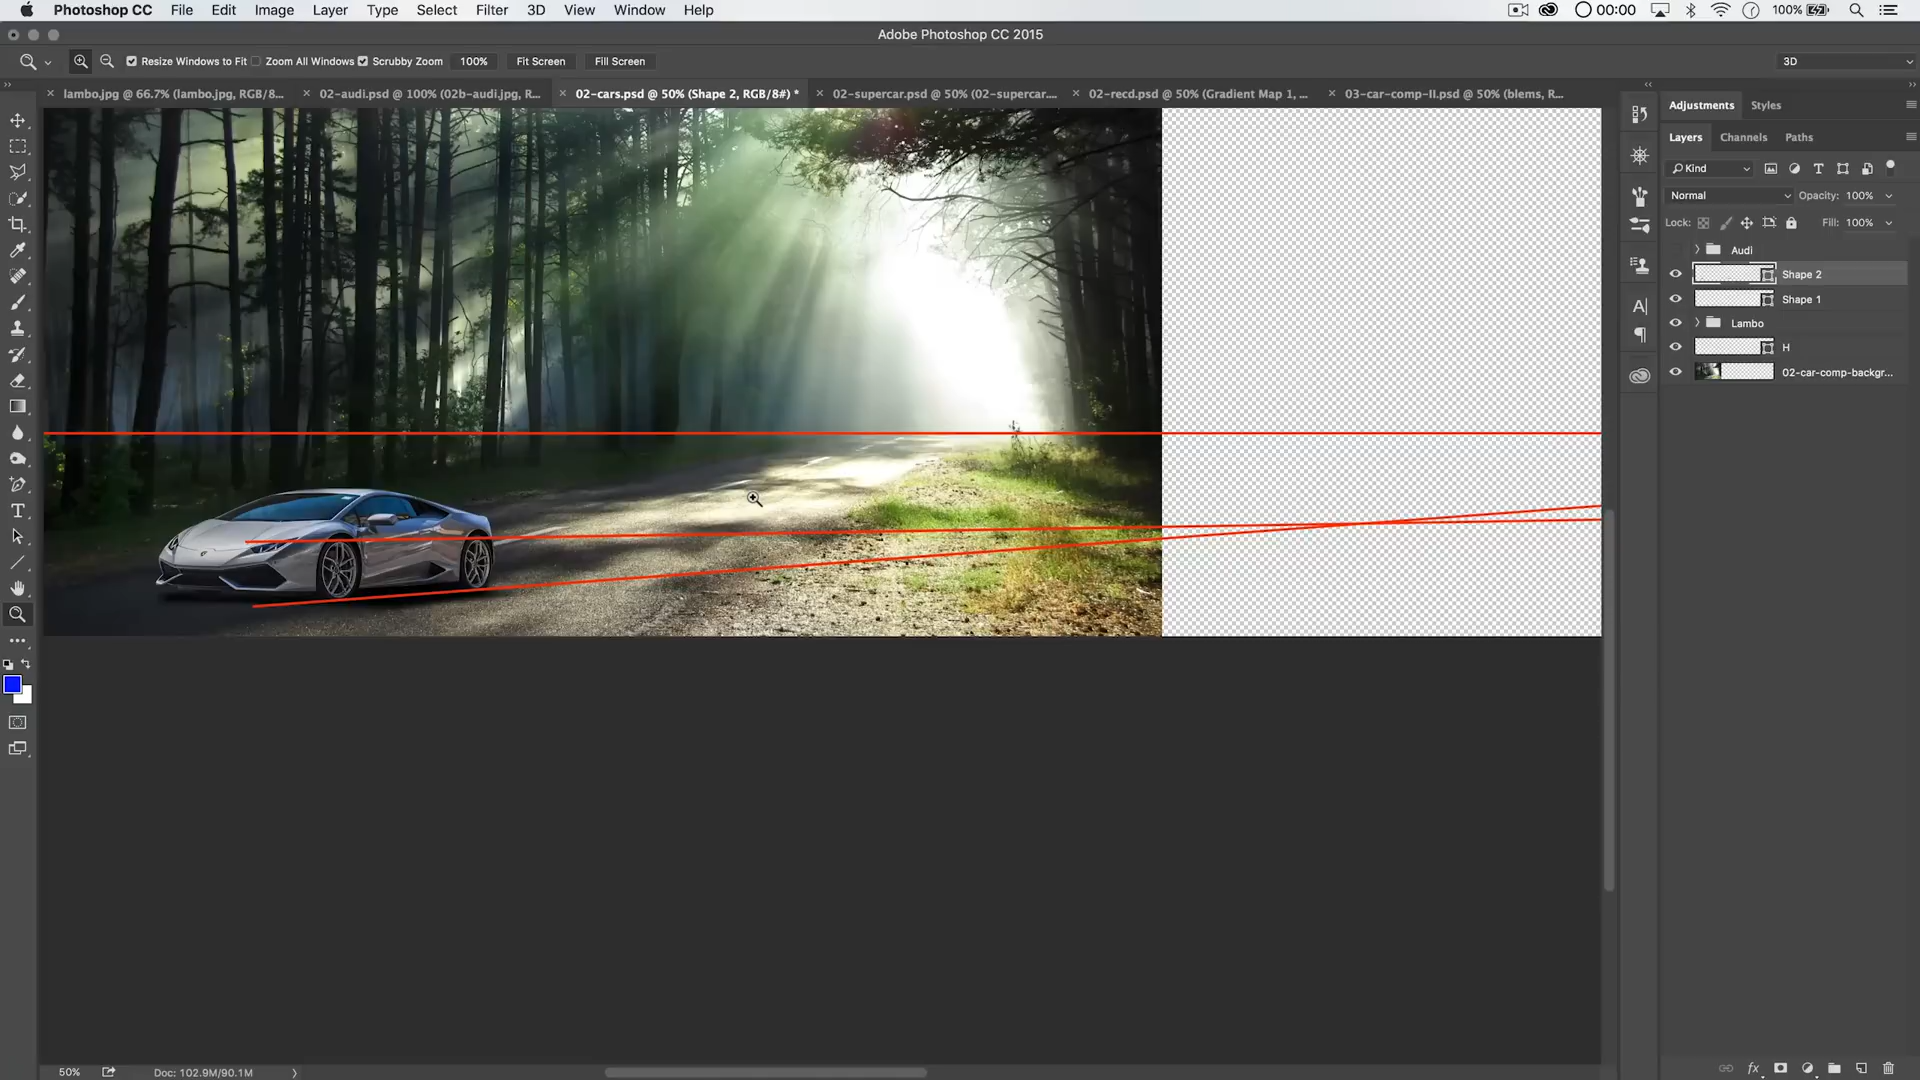 Photoshop CC File Edit Image Layer Type Select Filter 3D View Window Help 00:00 100%
Adobe Photoshop CC 2015
Resize Windows to Fit Zoom All Windows Scrubby Zoom 100% Fit Screen Fill Screen 3D
lambo.jpg @ 66.7% (lambo.jpg, RGB/8... 02-audi.psd @ 100% (02b-audi.jpg, R... 02-cars.psd @ 50% (Shape 2, RGB/8#) * 02-supercar.psd @ 50% (02-supercar.... 02-recd.psd @ 50% (Gradient Map 1, ... 03-car-comp-II.psd @ 50% (blems, R...
Adjustments Styles
Layers Channels Paths
Kind
Normal Opacity: 100%
Lock: Fill: 100%
Audi
Shape 2
Shape 1
Lambo
H
02-car-comp-backgr...
50% Doc: 102.9M/90.1M